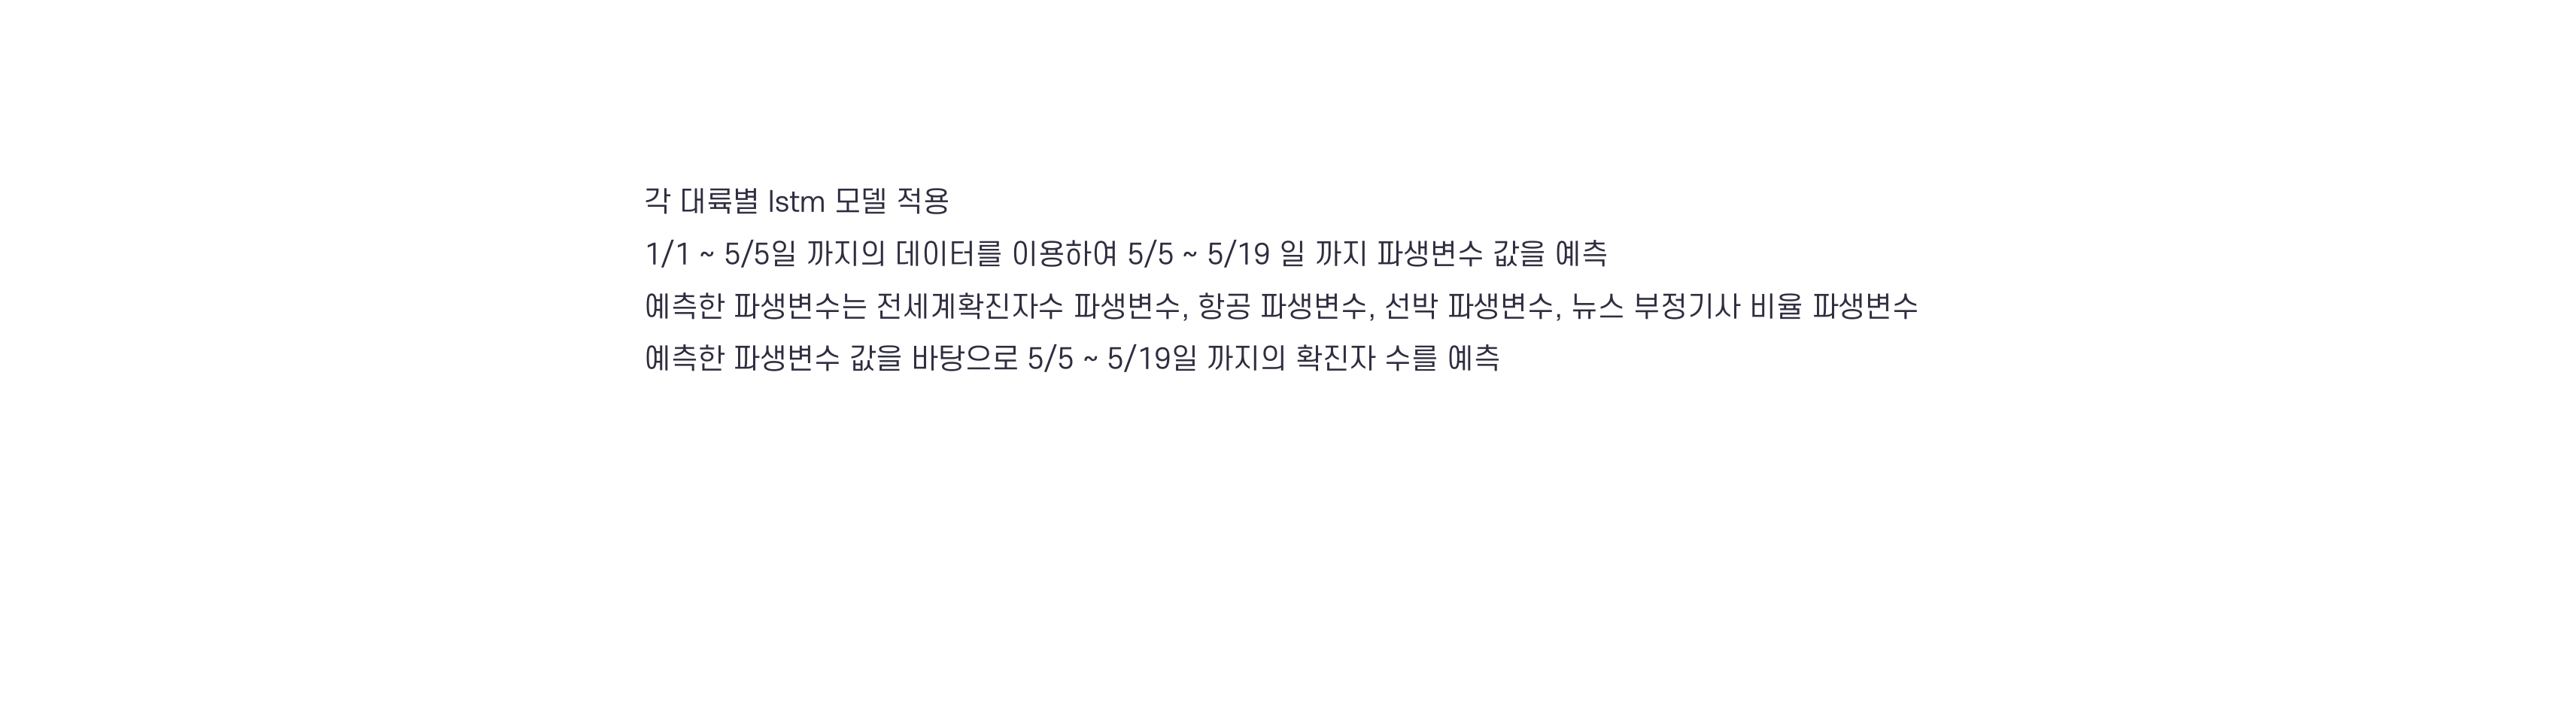 각 대륙별 lstm 모델 적용
1/1 ~ 5/5일 까지의 데이터를 이용하여 5/5 ~ 5/19 일 까지 파생변수 값을 예측
예측한 파생변수는 전세계확진자수 파생변수, 항공 파생변수, 선박 파생변수, 뉴스 부정기사 비율 파생변수
예측한 파생변수 값을 바탕으로 5/5 ~ 5/19일 까지의 확진자 수를 예측